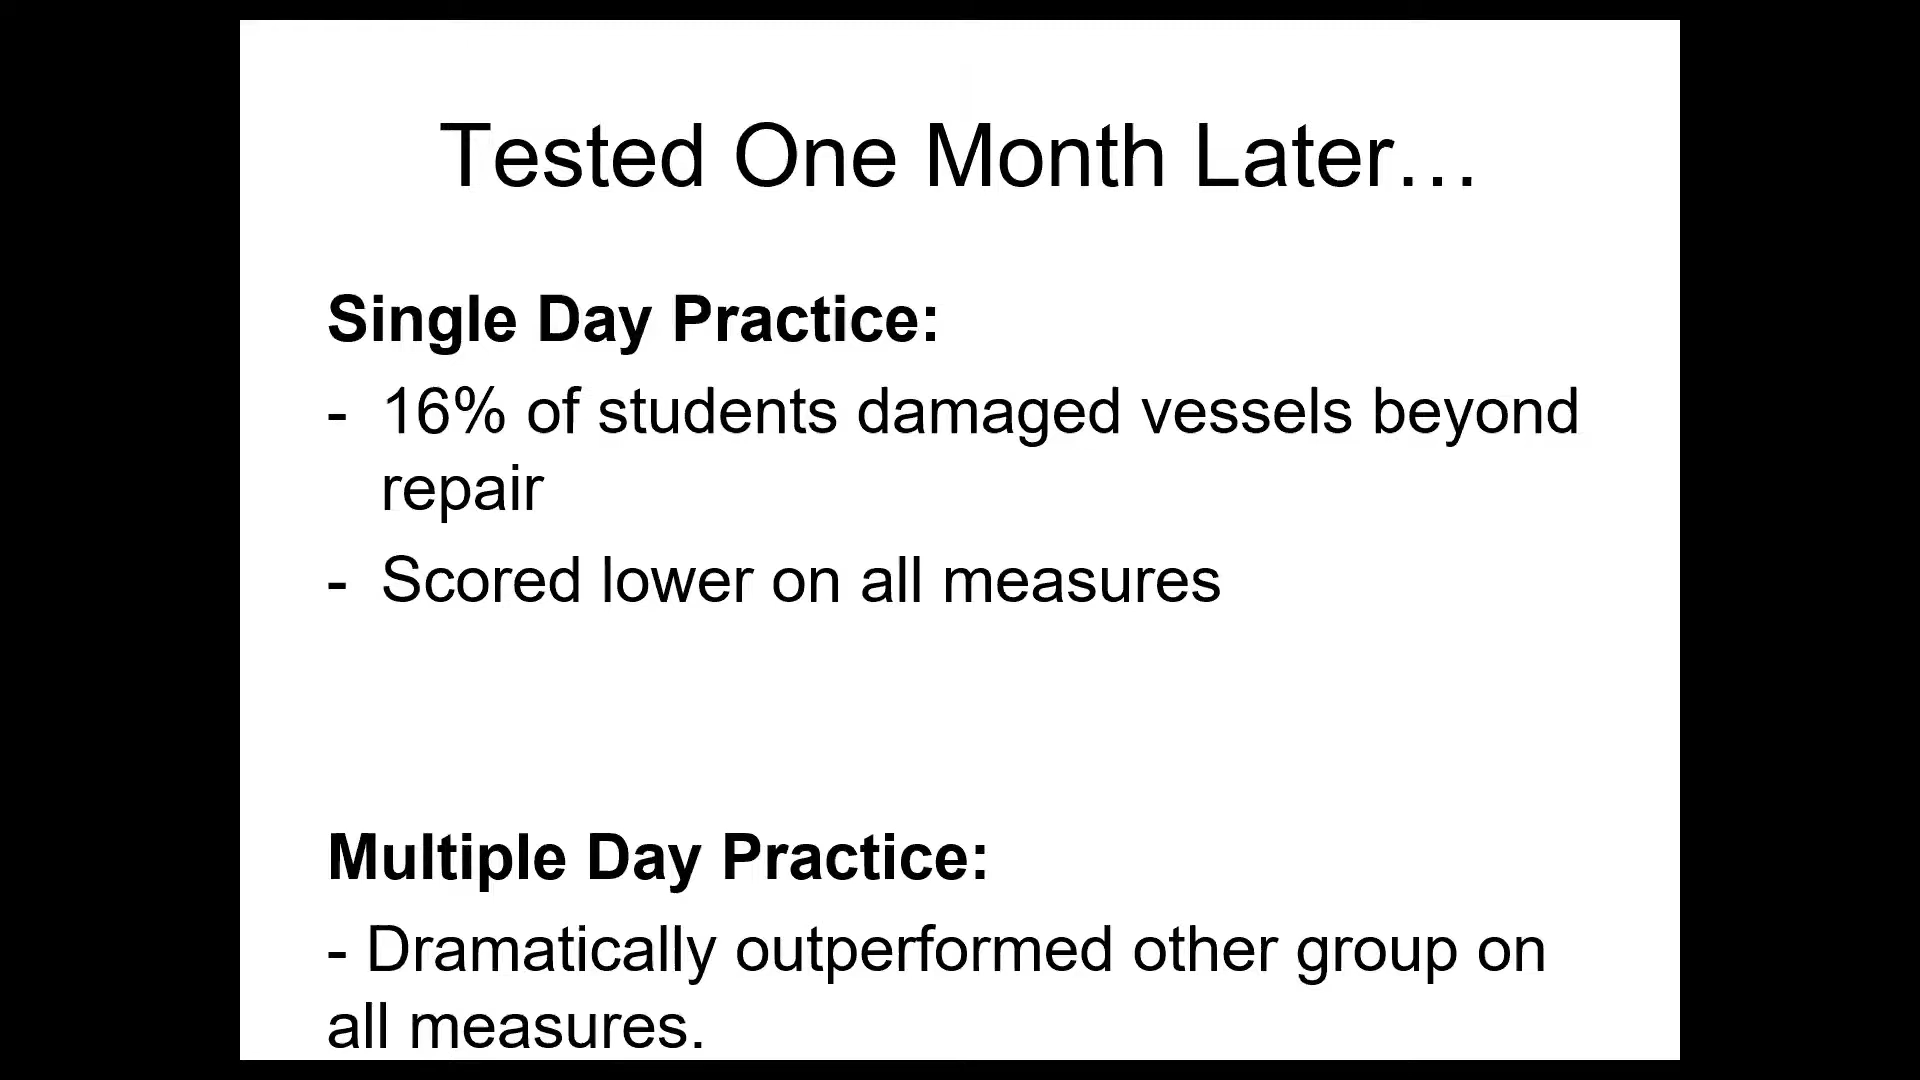 Tested One Month Later…
Single Day Practice:
- 16% of students damaged vessels beyond
repair
- Scored lower on all measures
Multiple Day Practice:
- Dramatically outperformed other group on
all measures.